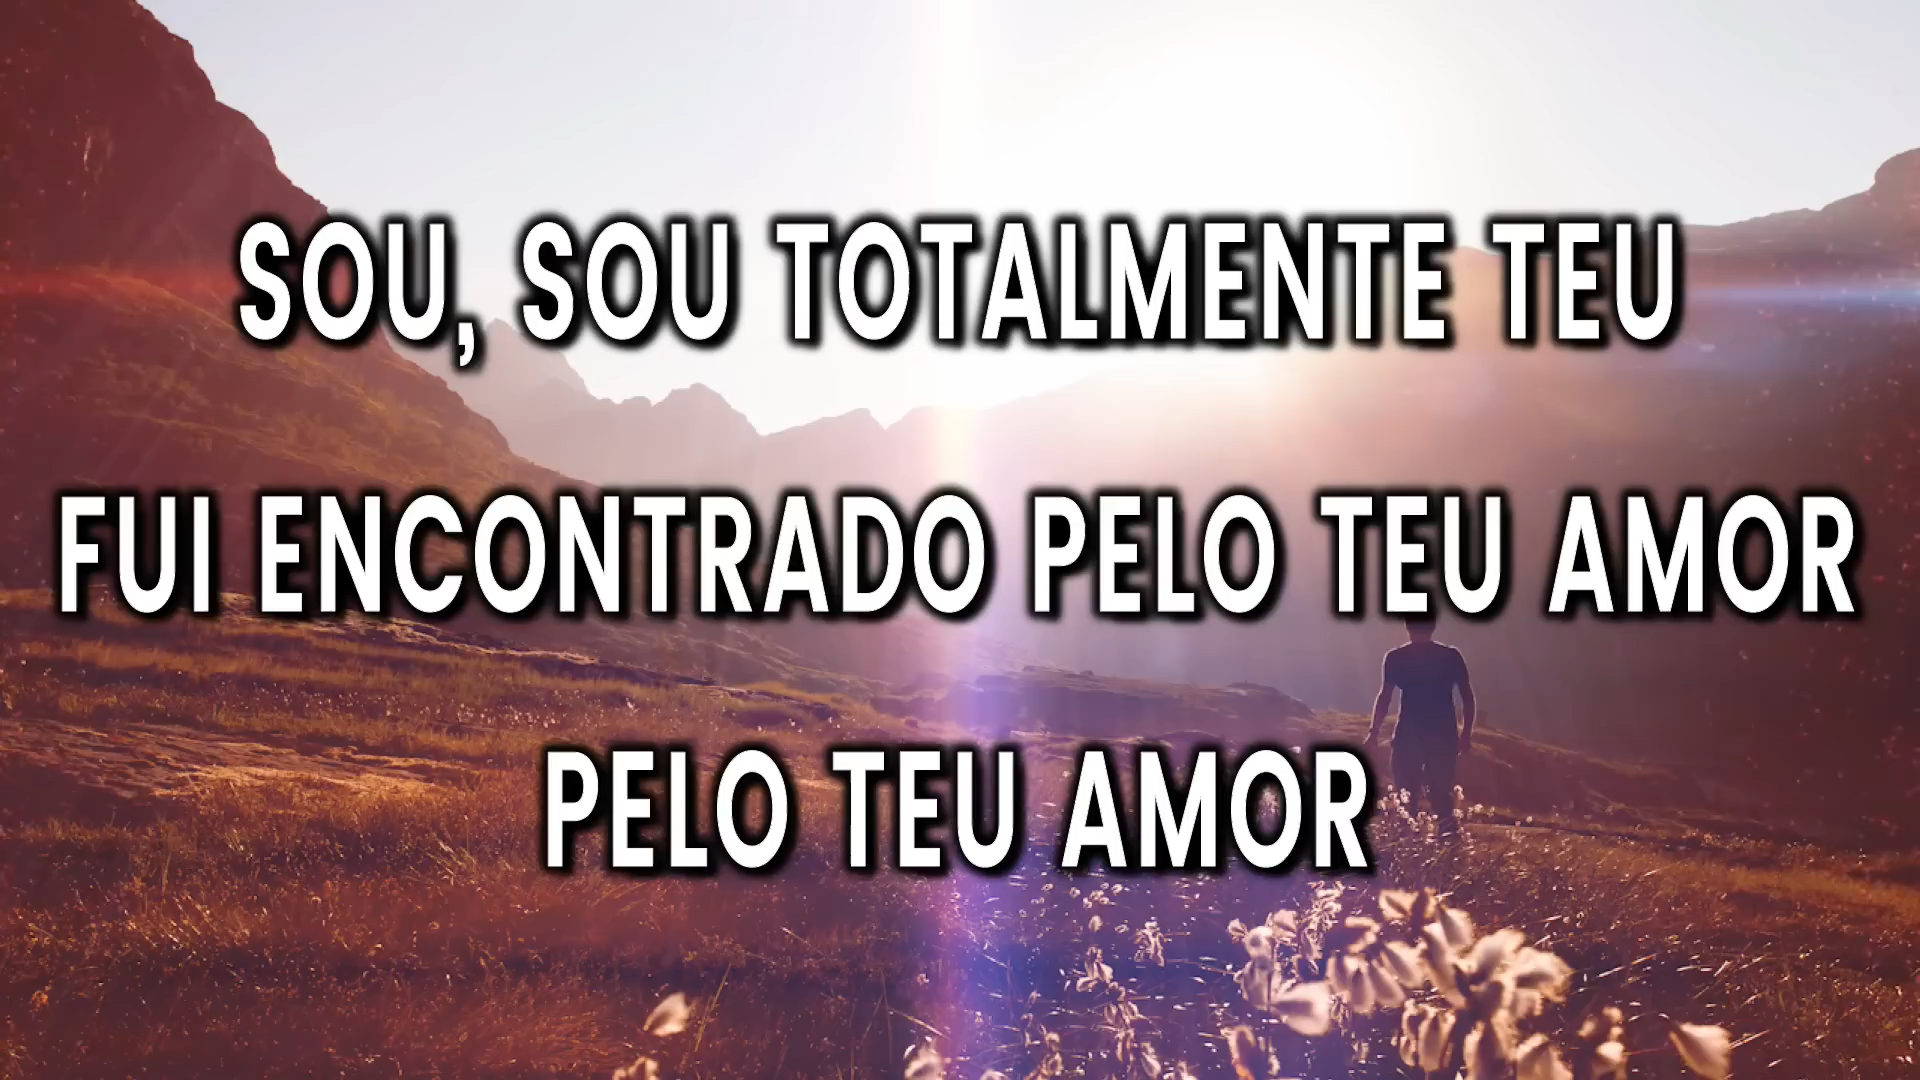 SOU, SOU TOTALMENTE TEU
FUI ENCONTRADO PELO TEU AMOR
PELO TEU AMOR